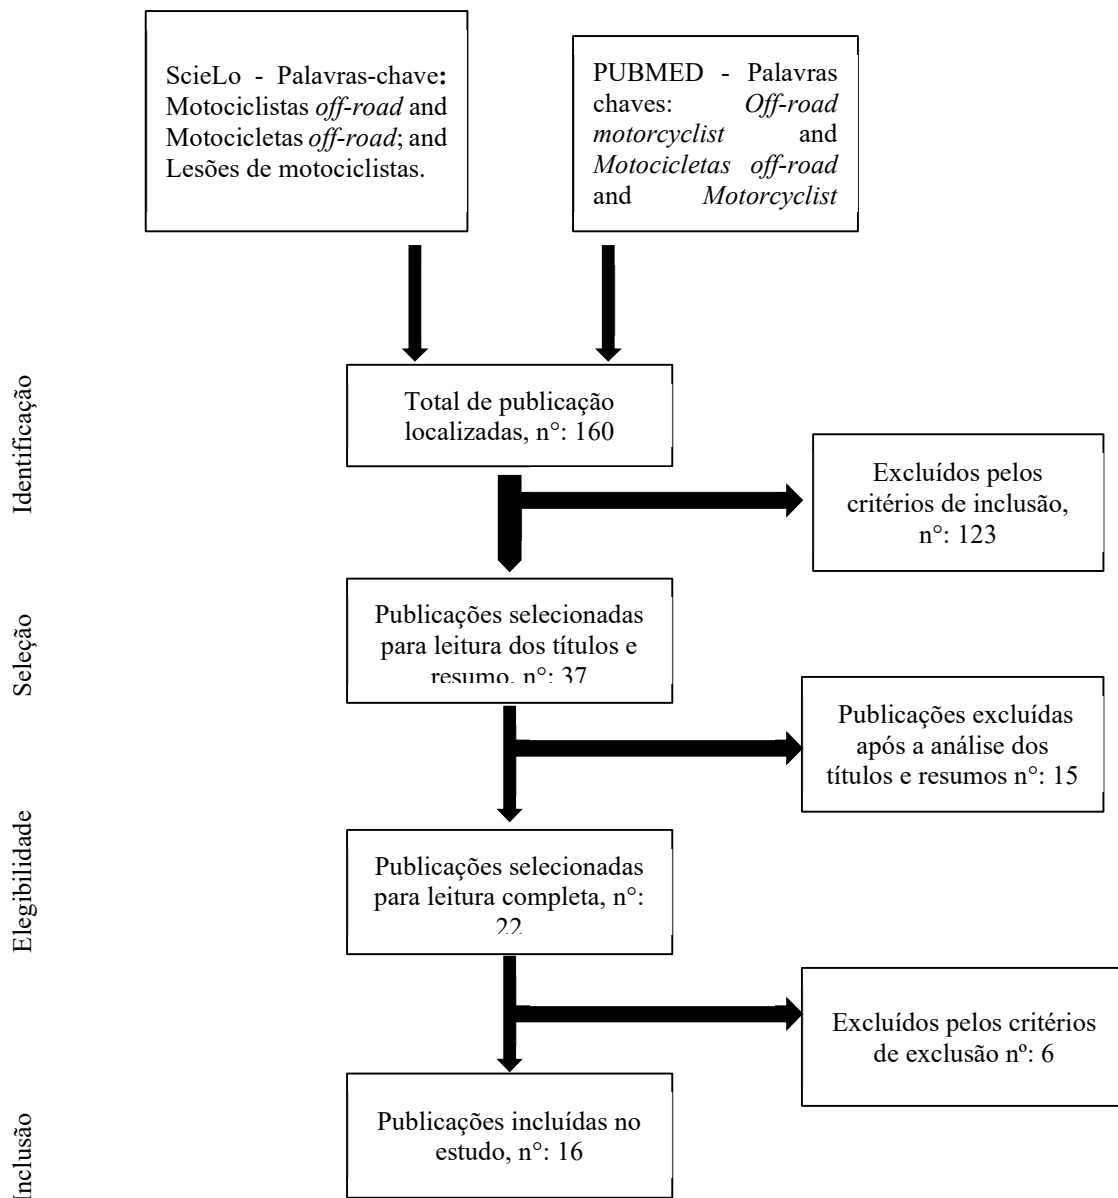 ScieLo - Palavras-chave:
Motociclistas off-road and
Motocicletas off-road; and
Lesões de motociclistas.
PUBMED - Palavras
chaves: Off-road
motorcyclist and
Motocicletas off-road
and Motorcyclist
Identificação
Total de publicação
localizadas, n°: 160
Excluídos pelos
critérios de inclusão,
n°: 123
Seleção
Publicações selecionadas
para leitura dos títulos e
resumo, n°: 37
Publicações excluídas
após a análise dos
títulos e resumos n°: 15
Elegibilidade
Publicações selecionadas
para leitura completa, n°:
22
Excluídos pelos critérios
de exclusão nº: 6
Inclusão
Publicações incluídas no
estudo, n°: 16